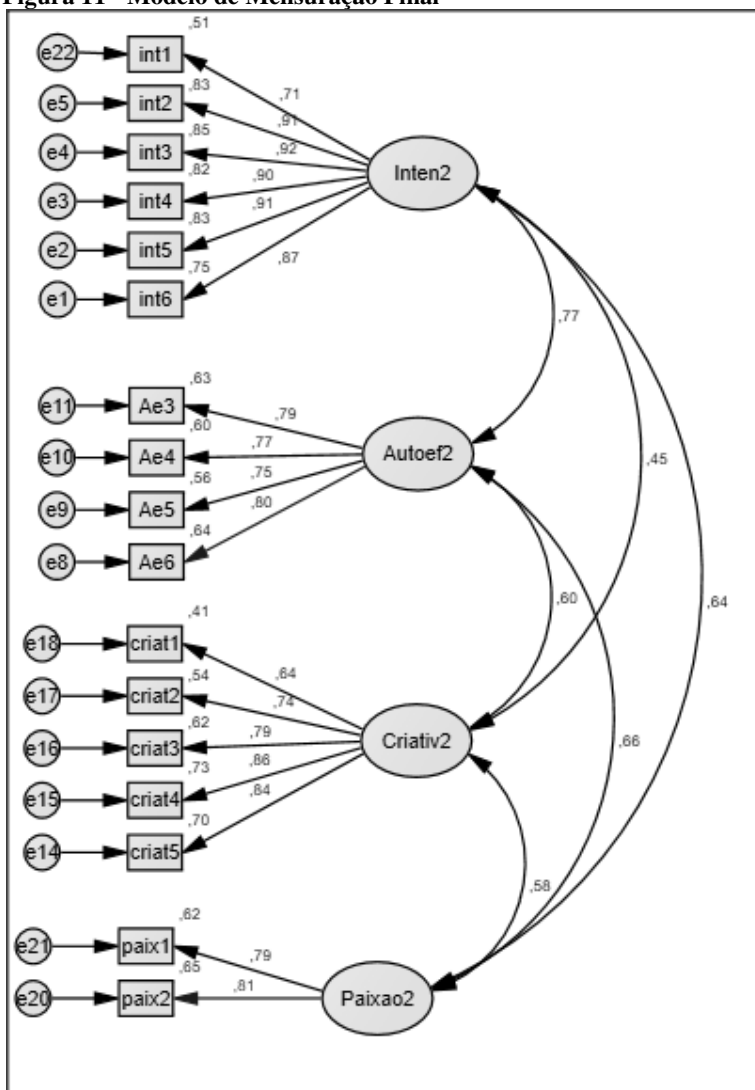 Figura 11 - Modelo de Mensuração Final
,51
e22 int1
,71
,83
e5 int2
,91
,85
e4 int3
,92
,82
e3 int4
,90
,83
e2 int5
,91
,75
e1 int6
,87
Inten2
,77
,63
e11 Ae3
,79
,60
e10 Ae4
,77
,56
e9 Ae5
,75
,64
e8 Ae6
,80
Autoef2
,45
,60
,64
,41
e18 criat1
,64
,54
e17 criat2
,74
,62
e16 criat3
,79
,73
e15 criat4
,86
,70
e14 criat5
,84
Criativ2
,66
,58
,62
e21 paix1
,79
,65
e20 paix2
,81
Paixao2